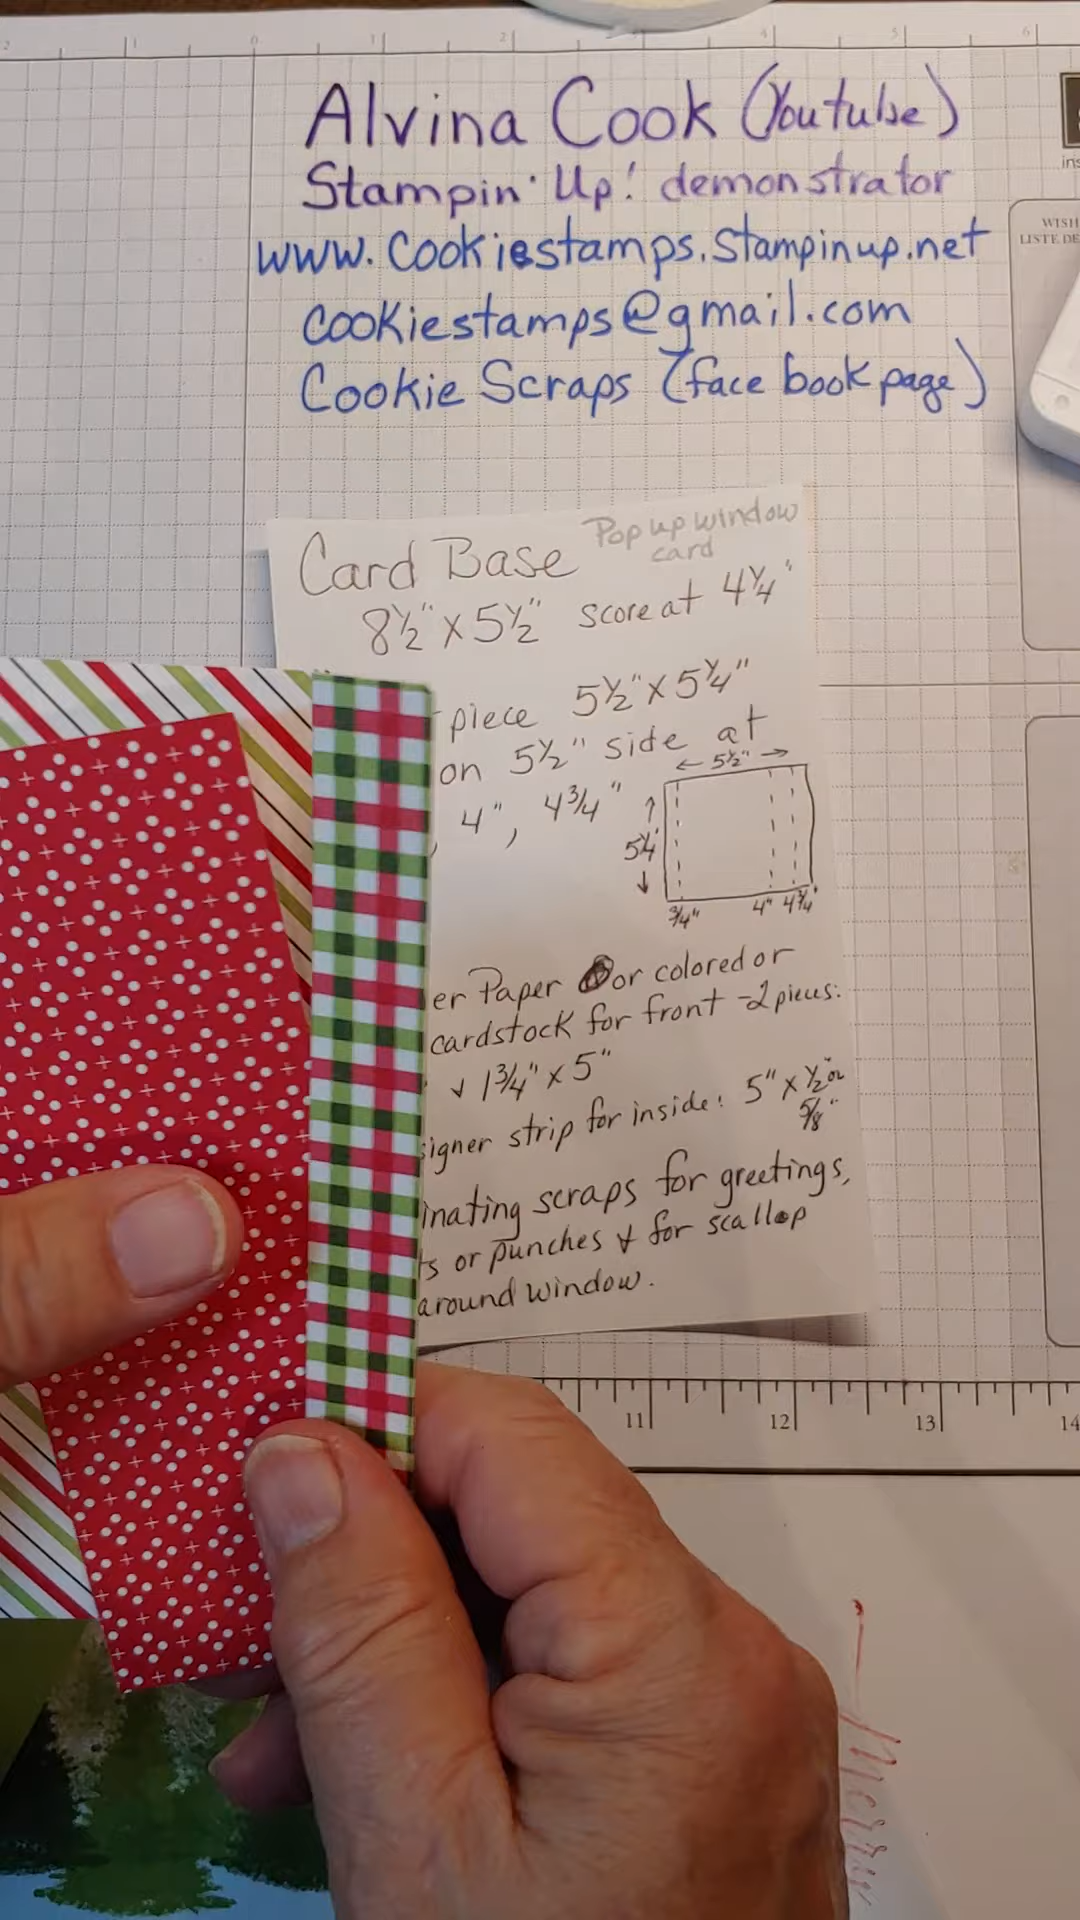 Alvina Cook (Youtube)
Stampin' Up! demonstrator
www.cookiestamps.stampinup.net
cookiestamps@gmail.com
Cookie Scraps (face book page)
WISH
LISTE DE
Pop up window
card
Card Base
8½" x 5½" score at 4¼"
piece 5½" x 5¼"
on 5½" side at
4", 4¾"
← 5½" →
5¼"
¾" 4" 4¾"
er Paper or colored or
cardstock for front - 2 pieces:
+ 1¾" x 5"
igner strip for inside: 5" x ½" or
⅝"
inating scraps for greetings,
ts or punches + for scallop
around window.
11 12 13 14